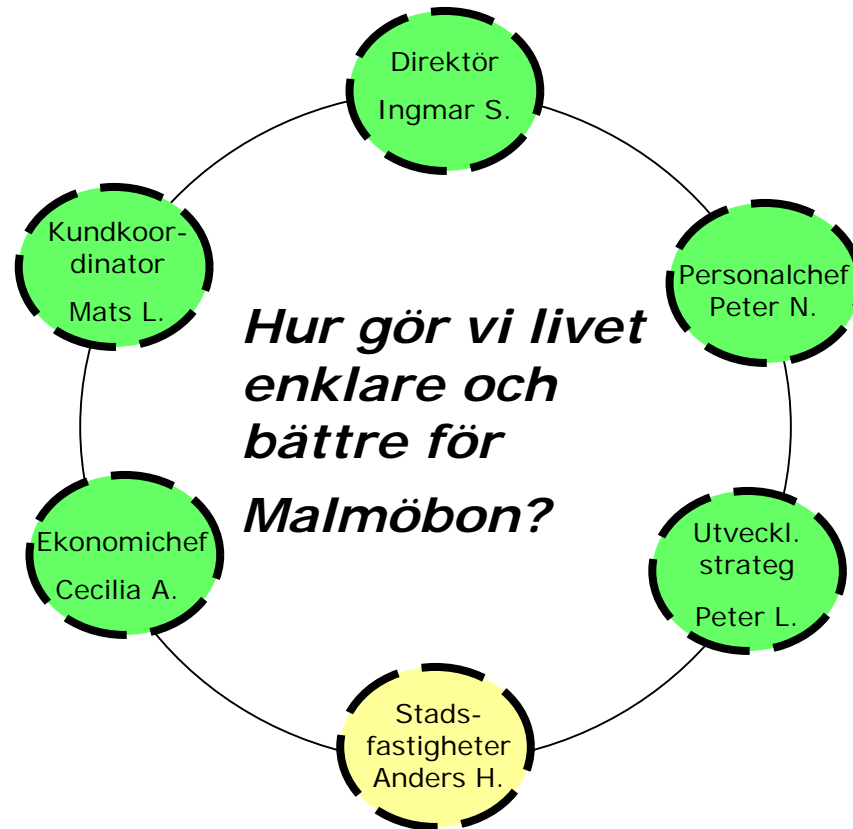 Direktör
Ingmar S.
Kundkoor-
dinator
Mats L.
Personalchef
Peter N.
Hur gör vi livet
enklare och
bättre för
Malmöbon?
Ekonomichef
Cecilia A.
Utveckl.
strateg
Peter L.
Stads-
fastigheter
Anders H.